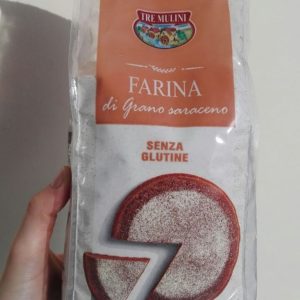 TRE MULINI
FARINA
di Grano saraceno
SENZA
GLUTINE